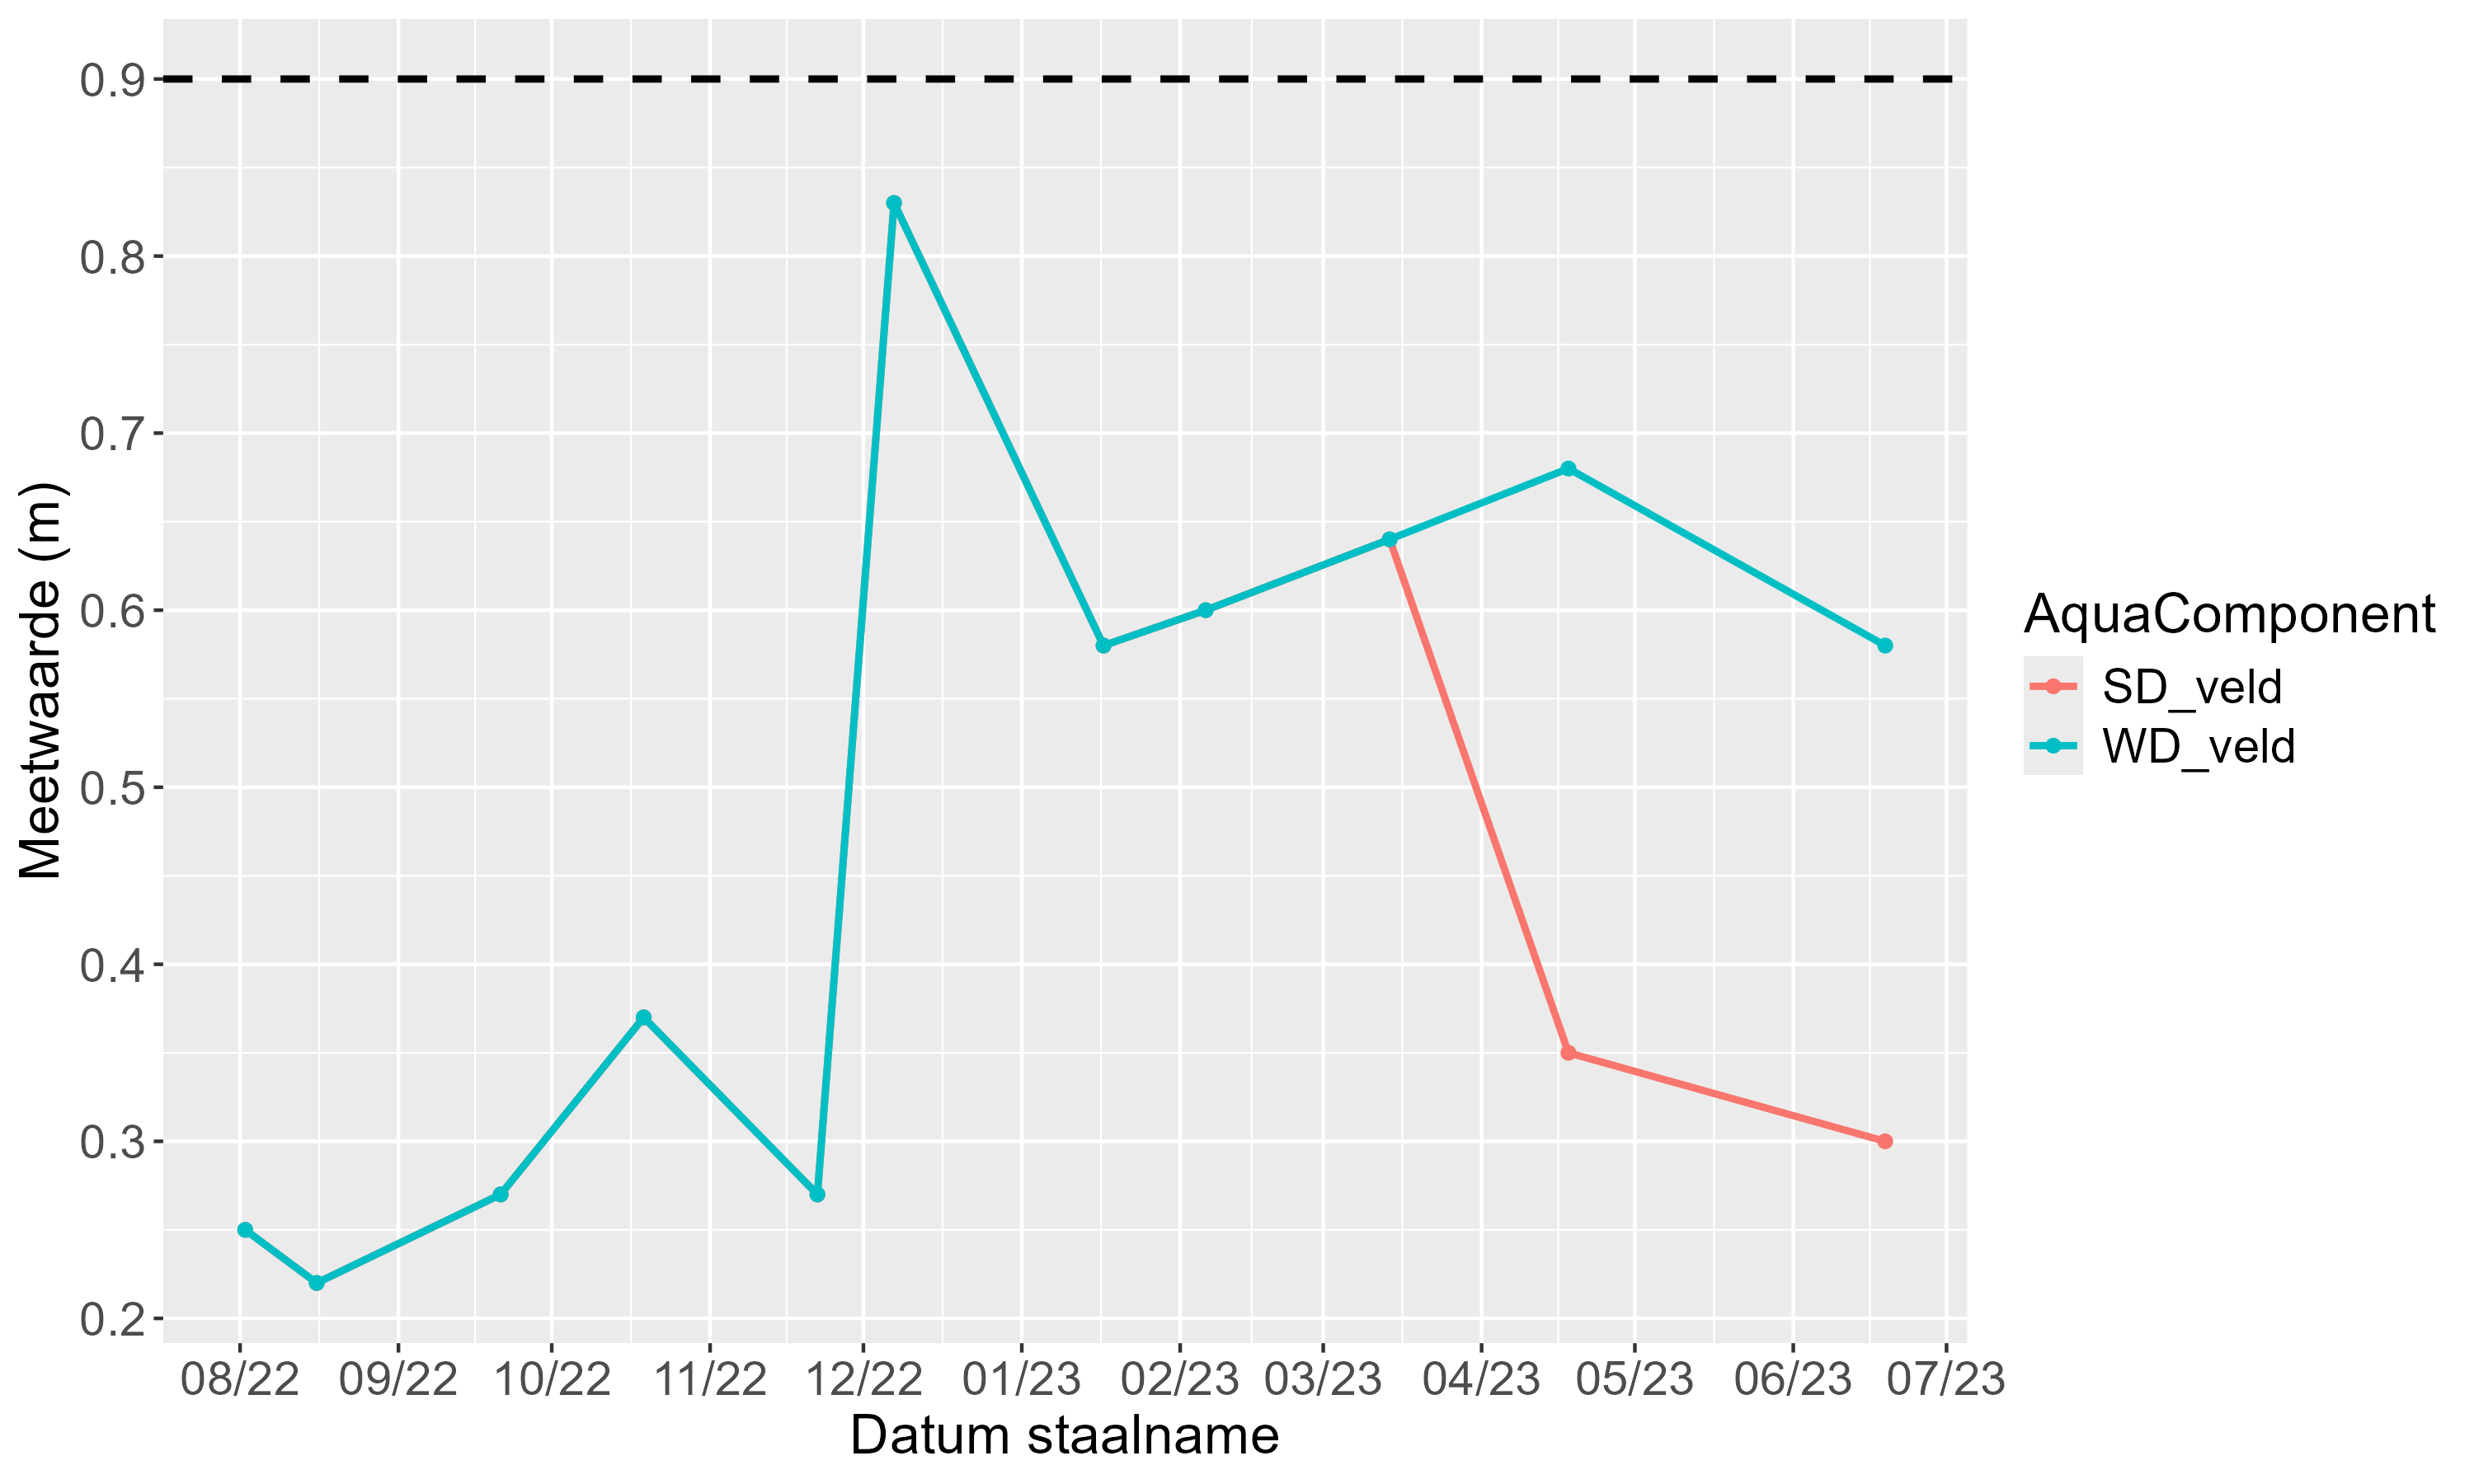 0.9
0.8
0.7
0.6
0.5
0.4
0.3
0.2
Meetwaarde (m)
08/22 09/22 10/22 11/22 12/22 01/23 02/23 03/23 04/23 05/23 06/23 07/23
Datum staalname
AquaComponent
SD_veld
WD_veld